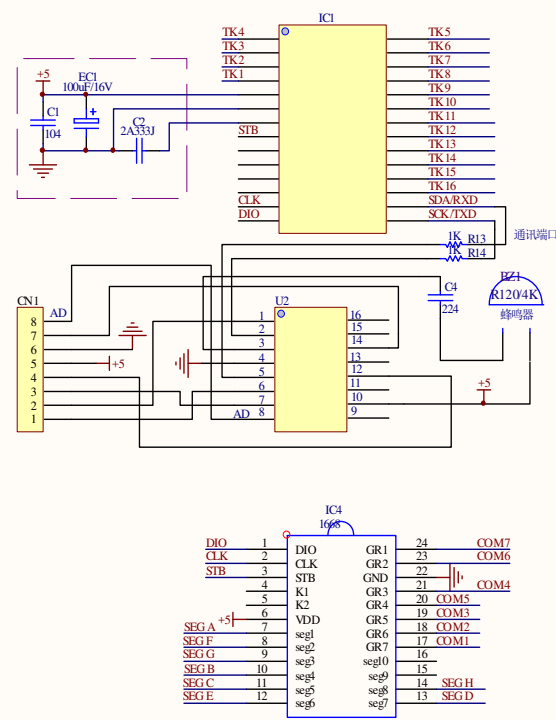 IC1
TK4 TK5
TK3 TK6
TK2 TK7
TK1 TK8
TK9
TK10
TK11
STB TK12
TK13
TK14
TK15
TK16
CLK SDA/RXD
DIO SCK/TXD
+5
EC1
100uF/16V
C1
104
C2
2A333J
+
1K R13
1K R14
通讯端口
C4
224
BZ1
R120/4K
蜂鸣器
CN1
8 AD
7
6
5 +5
4
3
2
1
U2
1 16
2 15
3 14
4 13
5 12
6 11
7 10
AD 8 9
+5
IC4
1668
DIO 1 DIO GR1 24 COM7
CLK 2 CLK GR2 23 COM6
STB 3 STB GND 22
4 K1 GR3 21 COM4
5 K2 GR4 20 COM5
+5 6 VDD GR5 19 COM3
SEG A 7 seg1 GR6 18 COM2
SEG F 8 seg2 GR7 17 COM1
SEG G 9 seg3 seg10 16
SEG B 10 seg4 seg9 15
SEG C 11 seg5 seg8 14 SEG H
SEG E 12 seg6 seg7 13 SEG D